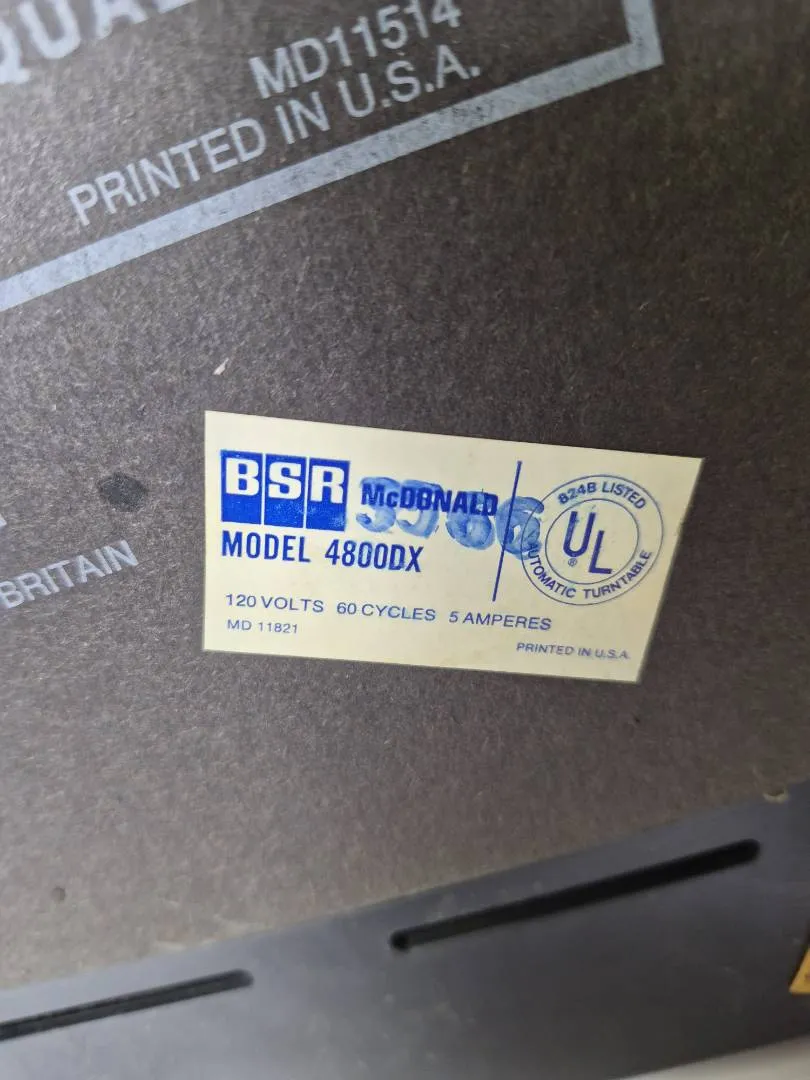 QUAL
MD11514
PRINTED IN U.S.A.
BRITAIN
BSR McDONALD
MODEL 4800DX
120 VOLTS 60 CYCLES 5 AMPERES
MD 11821
PRINTED IN U.S.A.
824B LISTED
UL
®
AUTOMATIC TURNTABLE